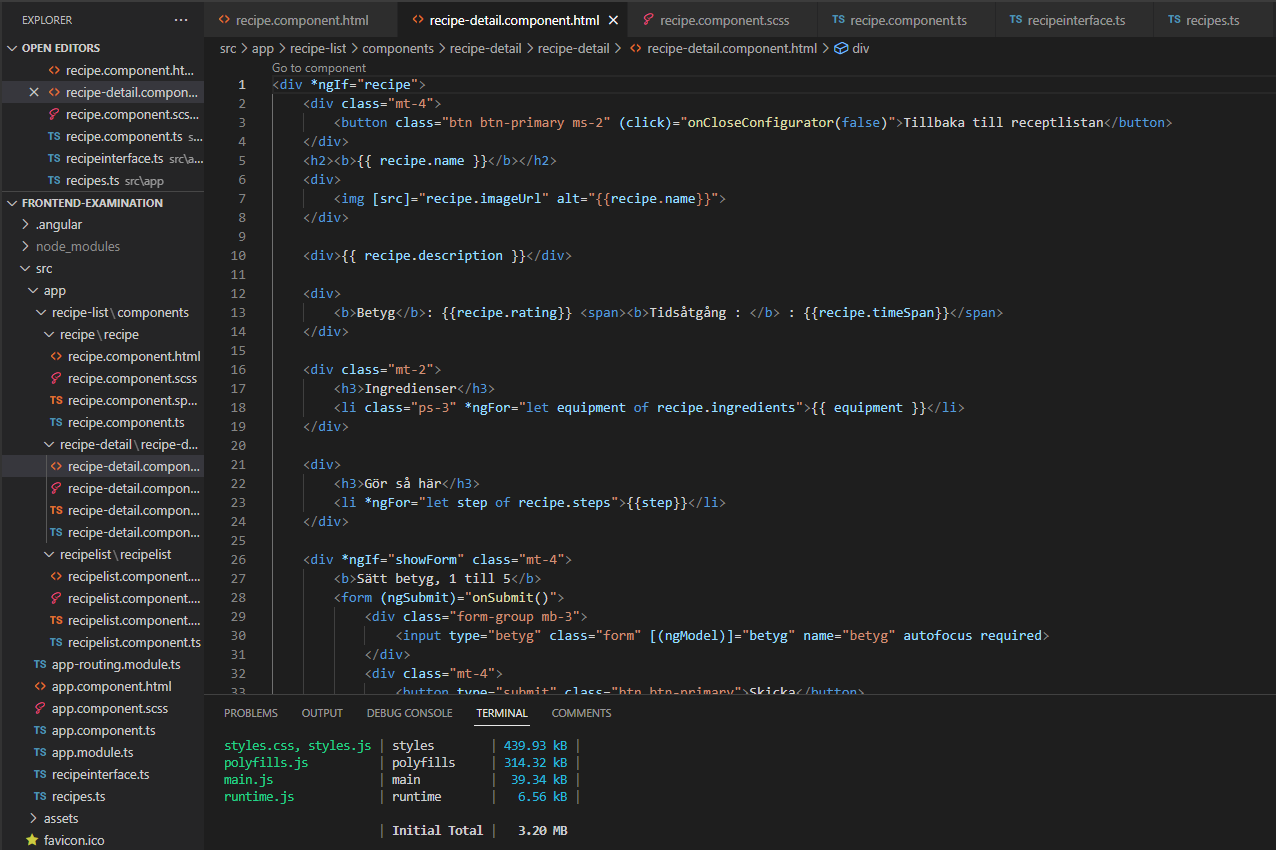 EXPLORER ···
OPEN EDITORS
recipe.component.ht...
recipe-detail.compon...
recipe.component.scs...
TS recipe.component.ts s...
TS recipeinterface.ts src\a...
TS recipes.ts src\app
FRONTEND-EXAMINATION
.angular
node_modules
src
app
recipe-list\components
recipe\recipe
recipe.component.html
recipe.component.scss
TS recipe.component.sp...
TS recipe.component.ts
recipe-detail\recipe-d...
recipe-detail.compon...
recipe-detail.compon...
TS recipe-detail.compon...
TS recipe-detail.compon...
recipelist\recipelist
recipelist.component....
recipelist.component....
TS recipelist.component....
TS recipelist.component.ts
TS app-routing.module.ts
app.component.html
app.component.scss
TS app.component.ts
TS app.module.ts
TS recipeinterface.ts
TS recipes.ts
assets
favicon.ico
recipe.component.html recipe-detail.component.html recipe.component.scss TS recipe.component.ts TS recipeinterface.ts TS recipes.ts
src > app > recipe-list > components > recipe-detail > recipe-detail > recipe-detail.component.html > div
Go to component
1 <div *ngIf="recipe">
2 <div class="mt-4">
3 <button class="btn btn-primary ms-2" (click)="onCloseConfigurator(false)">Tillbaka till receptlistan</button>
4 </div>
5 <h2><b>{{ recipe.name }}</b></h2>
6 <div>
7 <img [src]="recipe.imageUrl" alt="{{recipe.name}}">
8 </div>
9
10 <div>{{ recipe.description }}</div>
11
12 <div>
13 <b>Betyg</b>: {{recipe.rating}} <span><b>Tidsåtgång : </b> : {{recipe.timeSpan}}</span>
14 </div>
15
16 <div class="mt-2">
17 <h3>Ingredienser</h3>
18 <li class="ps-3" *ngFor="let equipment of recipe.ingredients">{{ equipment }}</li>
19 </div>
20
21 <div>
22 <h3>Gör så här</h3>
23 <li *ngFor="let step of recipe.steps">{{step}}</li>
24 </div>
25
26 <div *ngIf="showForm" class="mt-4">
27 <b>Sätt betyg, 1 till 5</b>
28 <form (ngSubmit)="onSubmit()">
29 <div class="form-group mb-3">
30 <input type="betyg" class="form" [(ngModel)]="betyg" name="betyg" autofocus required>
31 </div>
32 <div class="mt-4">
33 <button type="submit" class="btn btn-primary">Skicka</button>
PROBLEMS OUTPUT DEBUG CONSOLE TERMINAL COMMENTS
styles.css, styles.js | styles | 439.93 kB |
polyfills.js | polyfills | 314.32 kB |
main.js | main | 39.34 kB |
runtime.js | runtime | 6.56 kB |
| Initial Total | 3.20 MB